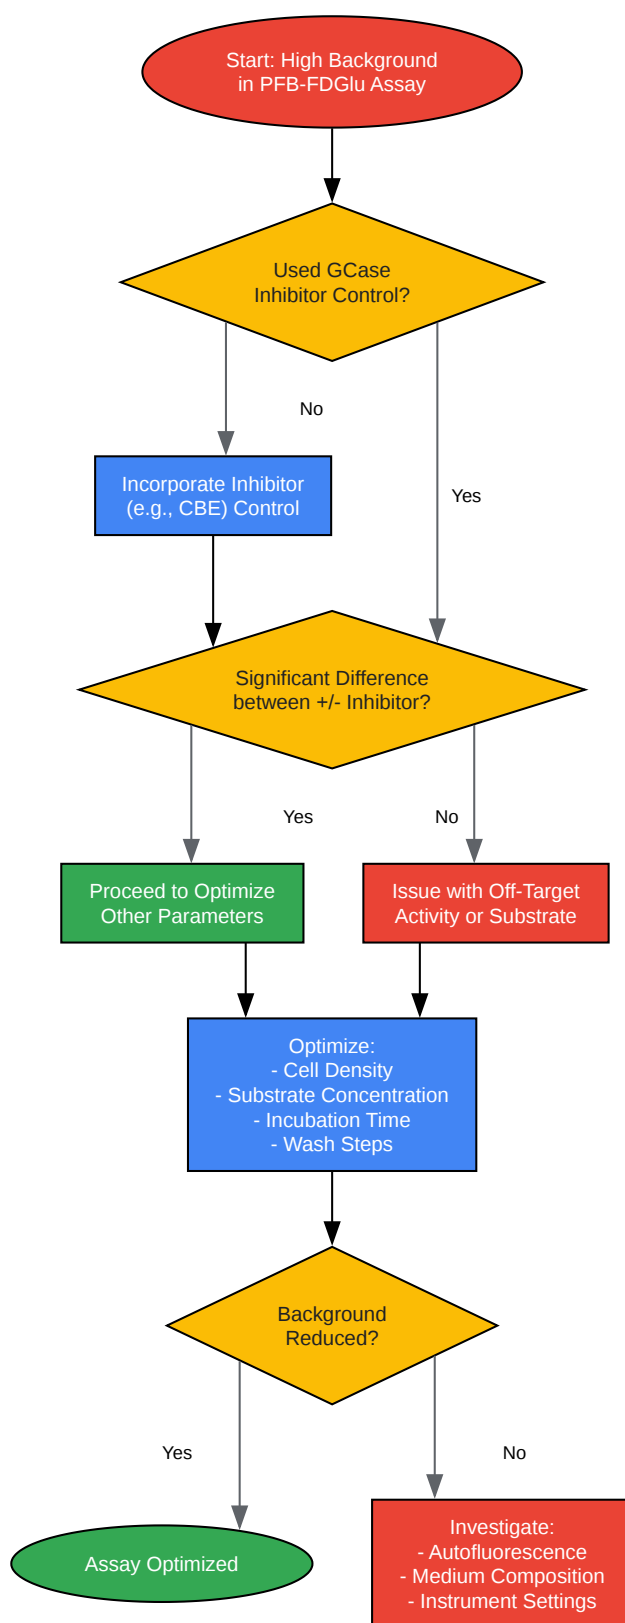 Start: High Background
in PFB-FDGlu Assay
Used GCase
Inhibitor Control?
No
Incorporate Inhibitor
(e.g., CBE) Control
Yes
Significant Difference
between +/- Inhibitor?
Yes
No
Proceed to Optimize
Other Parameters
Issue with Off-Target
Activity or Substrate
Optimize:
- Cell Density
- Substrate Concentration
- Incubation Time
- Wash Steps
Background
Reduced?
Yes
No
Assay Optimized
Investigate:
- Autofluorescence
- Medium Composition
- Instrument Settings